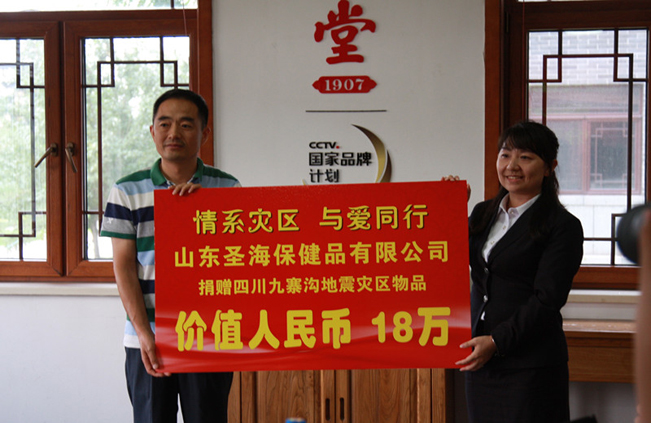 堂
1907
CCTV.
国家品牌
计划
情系灾区 与爱同行
山东圣海保健品有限公司
捐赠四川九寨沟地震灾区物品
价值人民币 18万